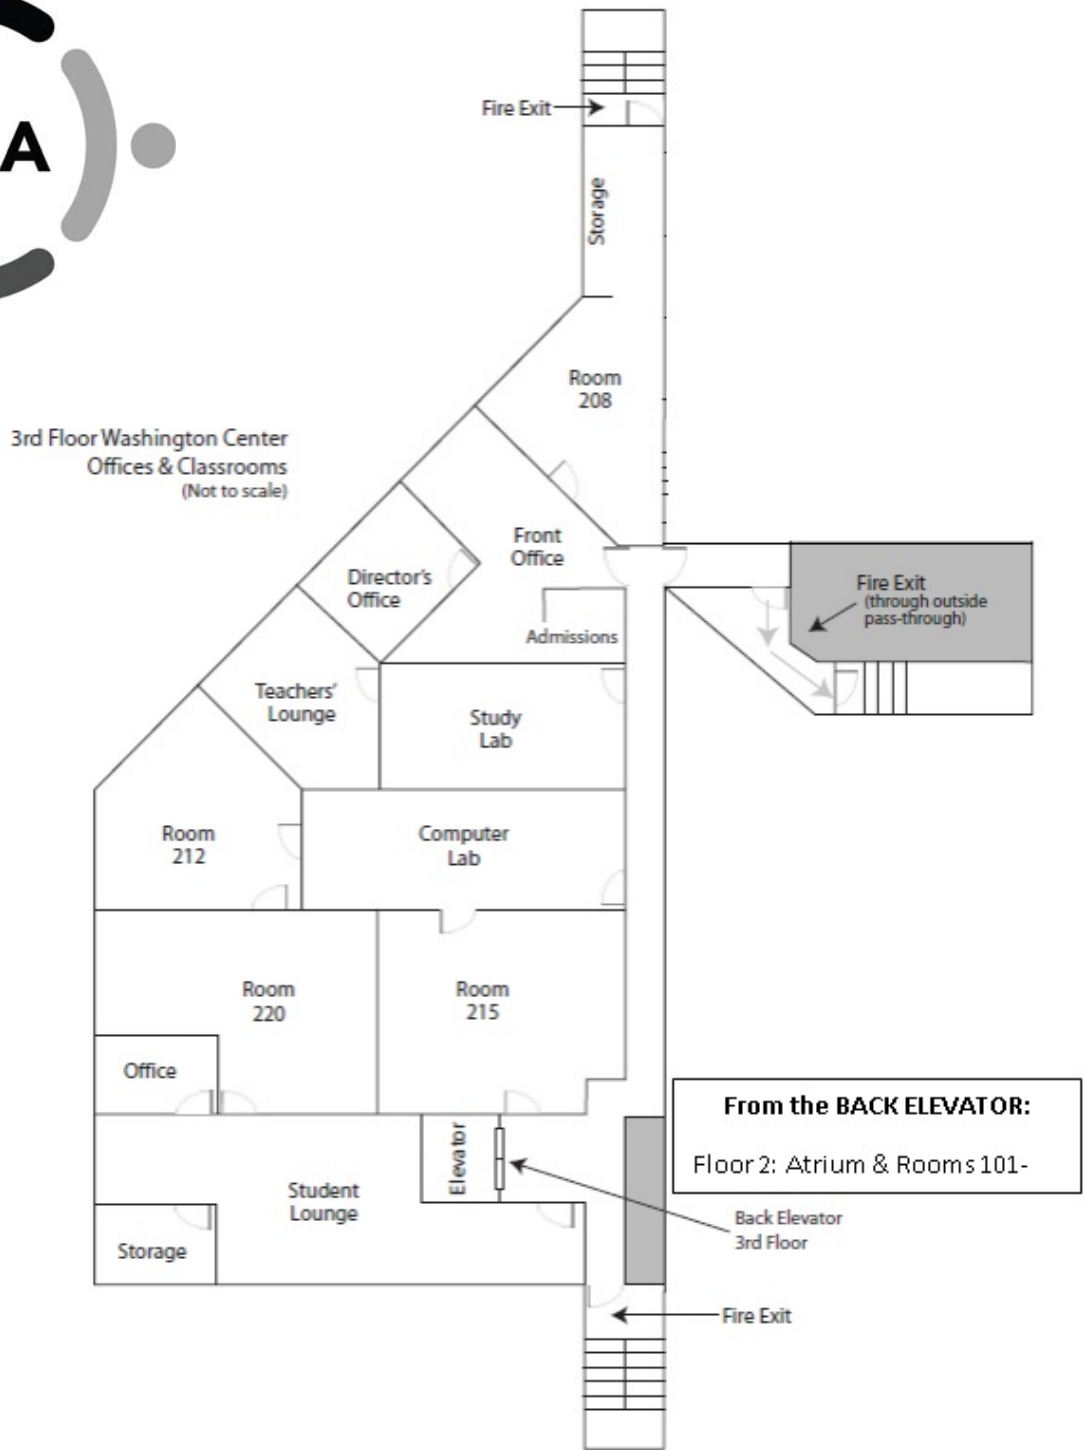 A
Fire Exit
Storage
Room
208
3rd Floor Washington Center
Offices & Classrooms
(Not to scale)
Front
Office
Director's
Office
Fire Exit
(through outside
pass-through)
Admissions
Teachers'
Lounge
Study
Lab
Room
212
Computer
Lab
Room
220
Room
215
Office
From the BACK ELEVATOR:
Floor 2: Atrium & Rooms 101-
Elevator
Student
Lounge
Back Elevator
3rd Floor
Storage
Fire Exit